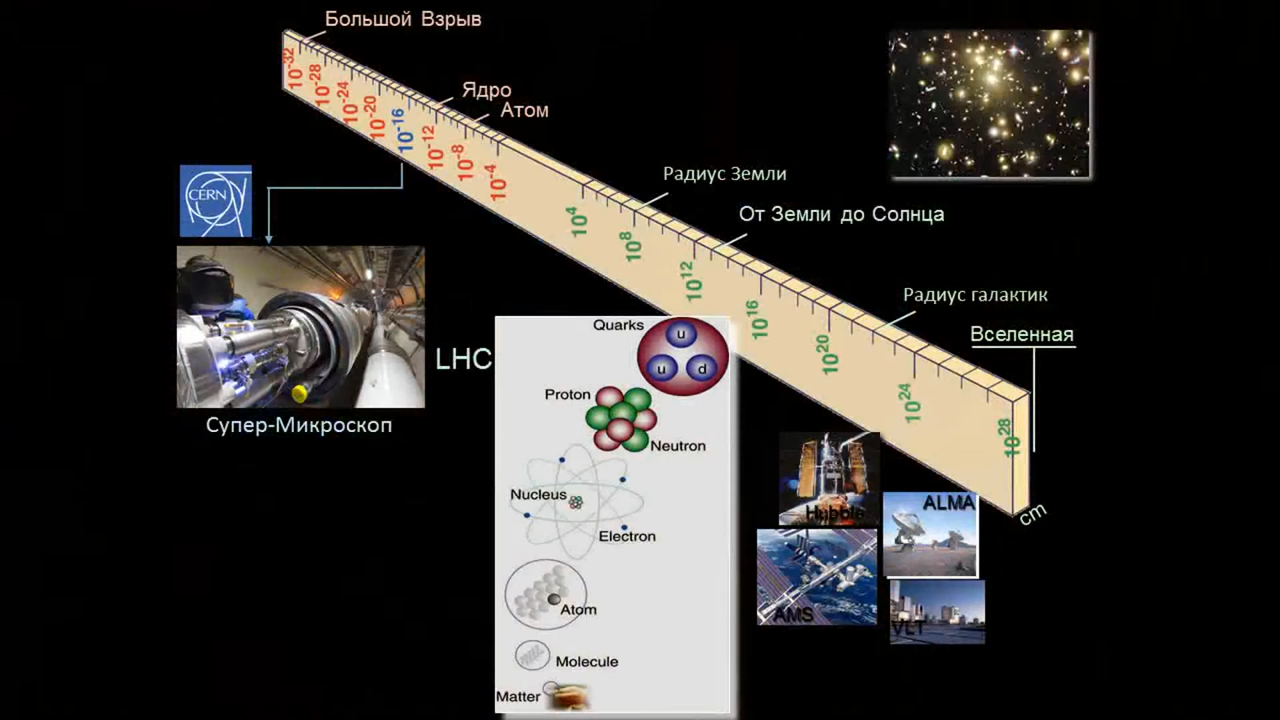 Большой Взрыв
Ядро
Атом
10⁻³²
10⁻²⁸
10⁻²⁴
10⁻²⁰
10⁻¹⁶
10⁻¹²
10⁻⁸
10⁻⁴
Радиус Земли
От Земли до Солнца
10⁴
10⁸
10¹²
10¹⁶
10²⁰
10²⁴
10²⁸
cm
Радиус галактик
Вселенная
CERN
LHC
Супер-Микроскоп
Quarks
u
u
d
Proton
Neutron
Nucleus
Electron
Atom
Molecule
Matter
Hubble
ALMA
AMS
VLT